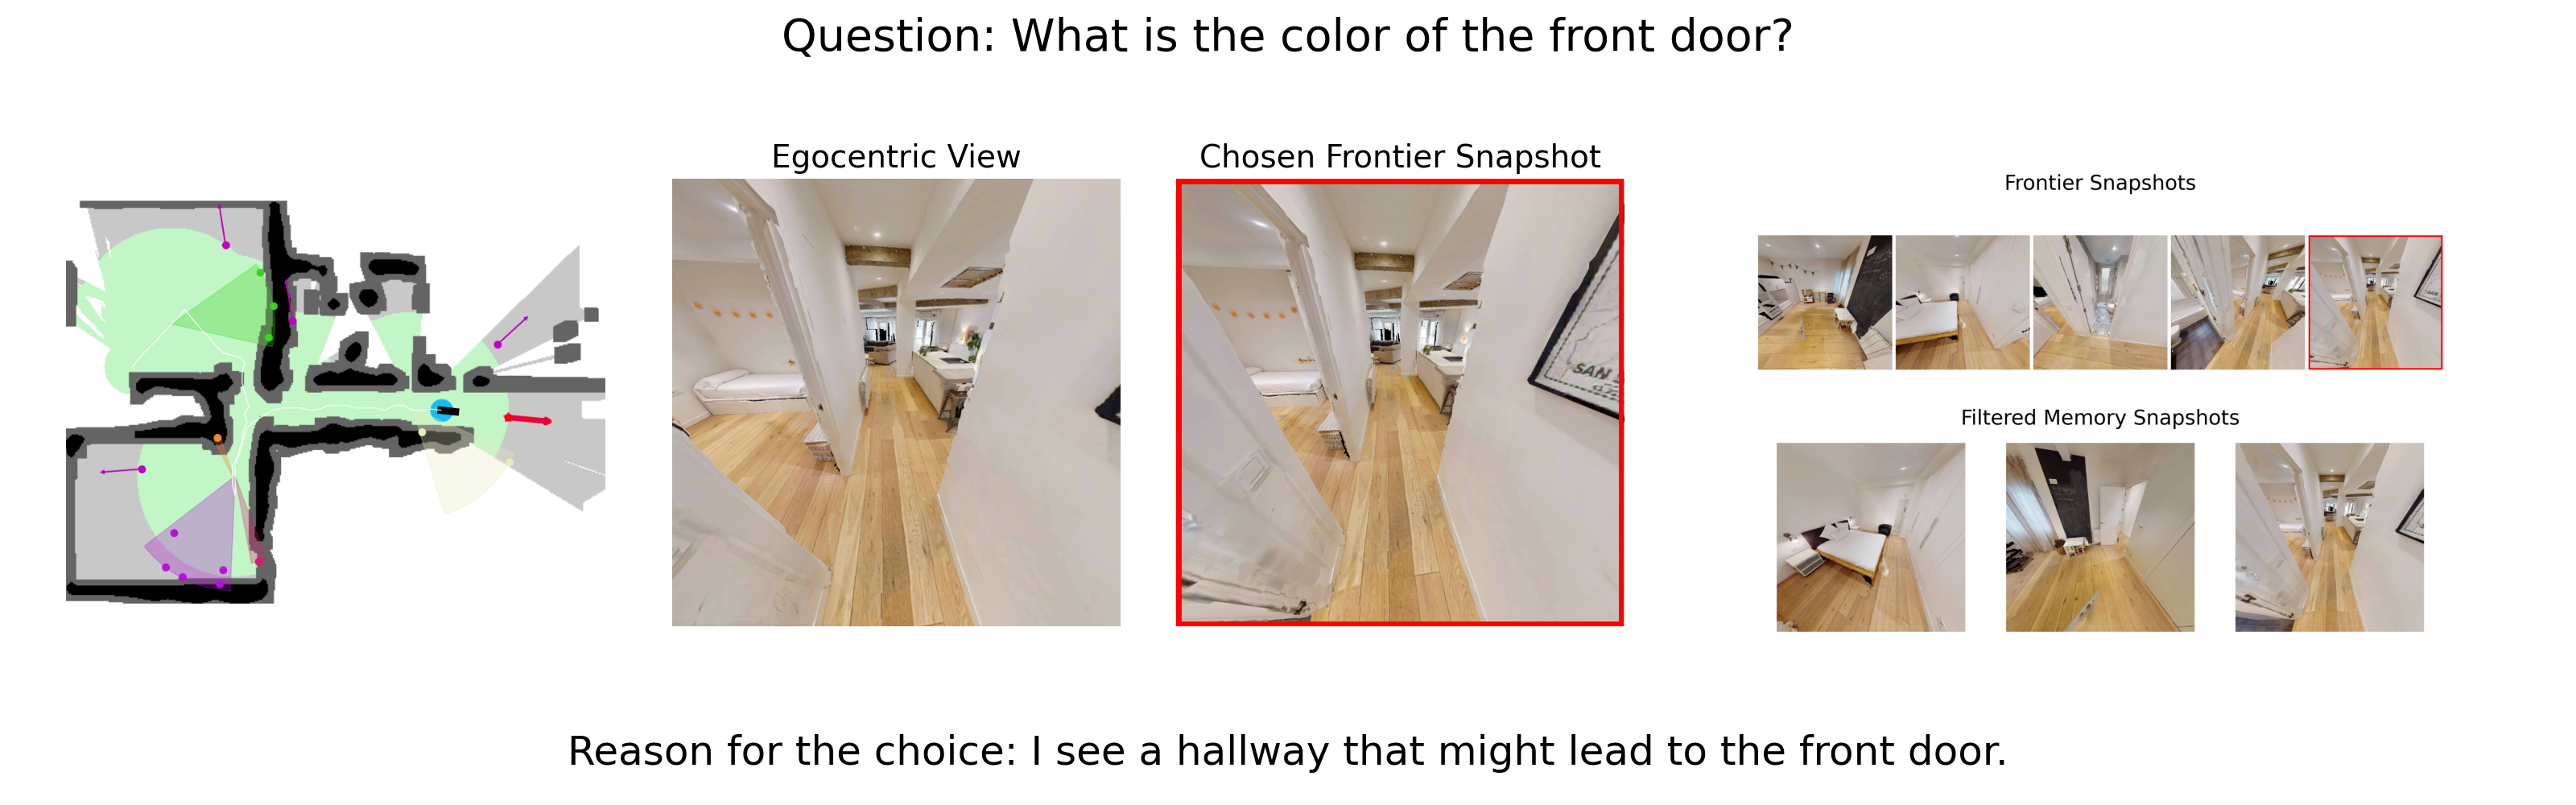 Question: What is the color of the front door?
Egocentric View
Chosen Frontier Snapshot
SAN
Frontier Snapshots
Filtered Memory Snapshots
Reason for the choice: I see a hallway that might lead to the front door.